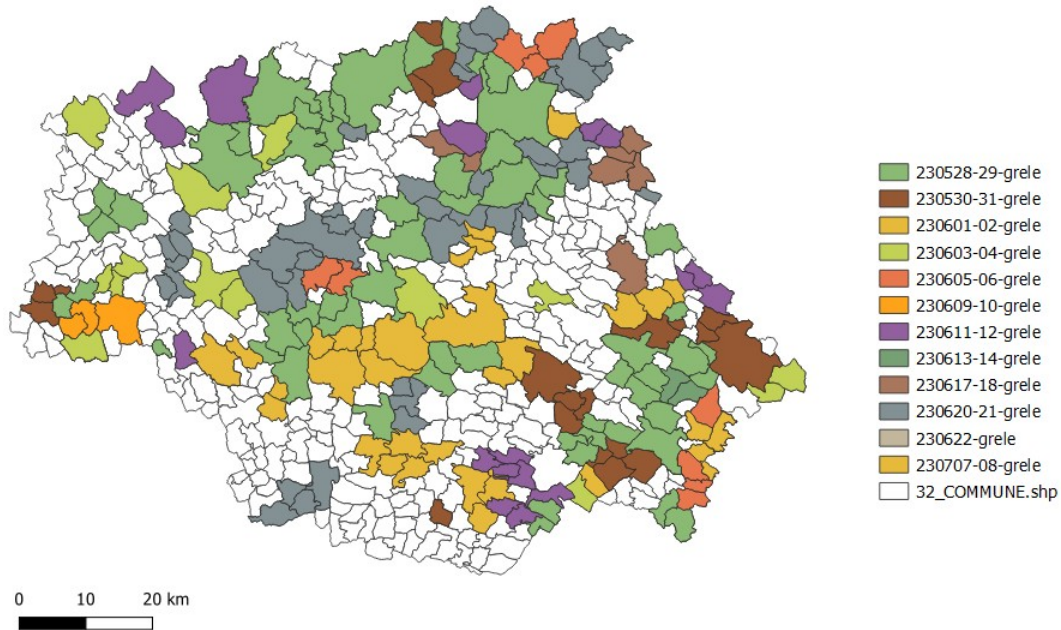 230528-29-grele
230530-31-grele
230601-02-grele
230603-04-grele
230605-06-grele
230609-10-grele
230611-12-grele
230613-14-grele
230617-18-grele
230620-21-grele
230622-grele
230707-08-grele
32_COMMUNE.shp
0 10 20 km